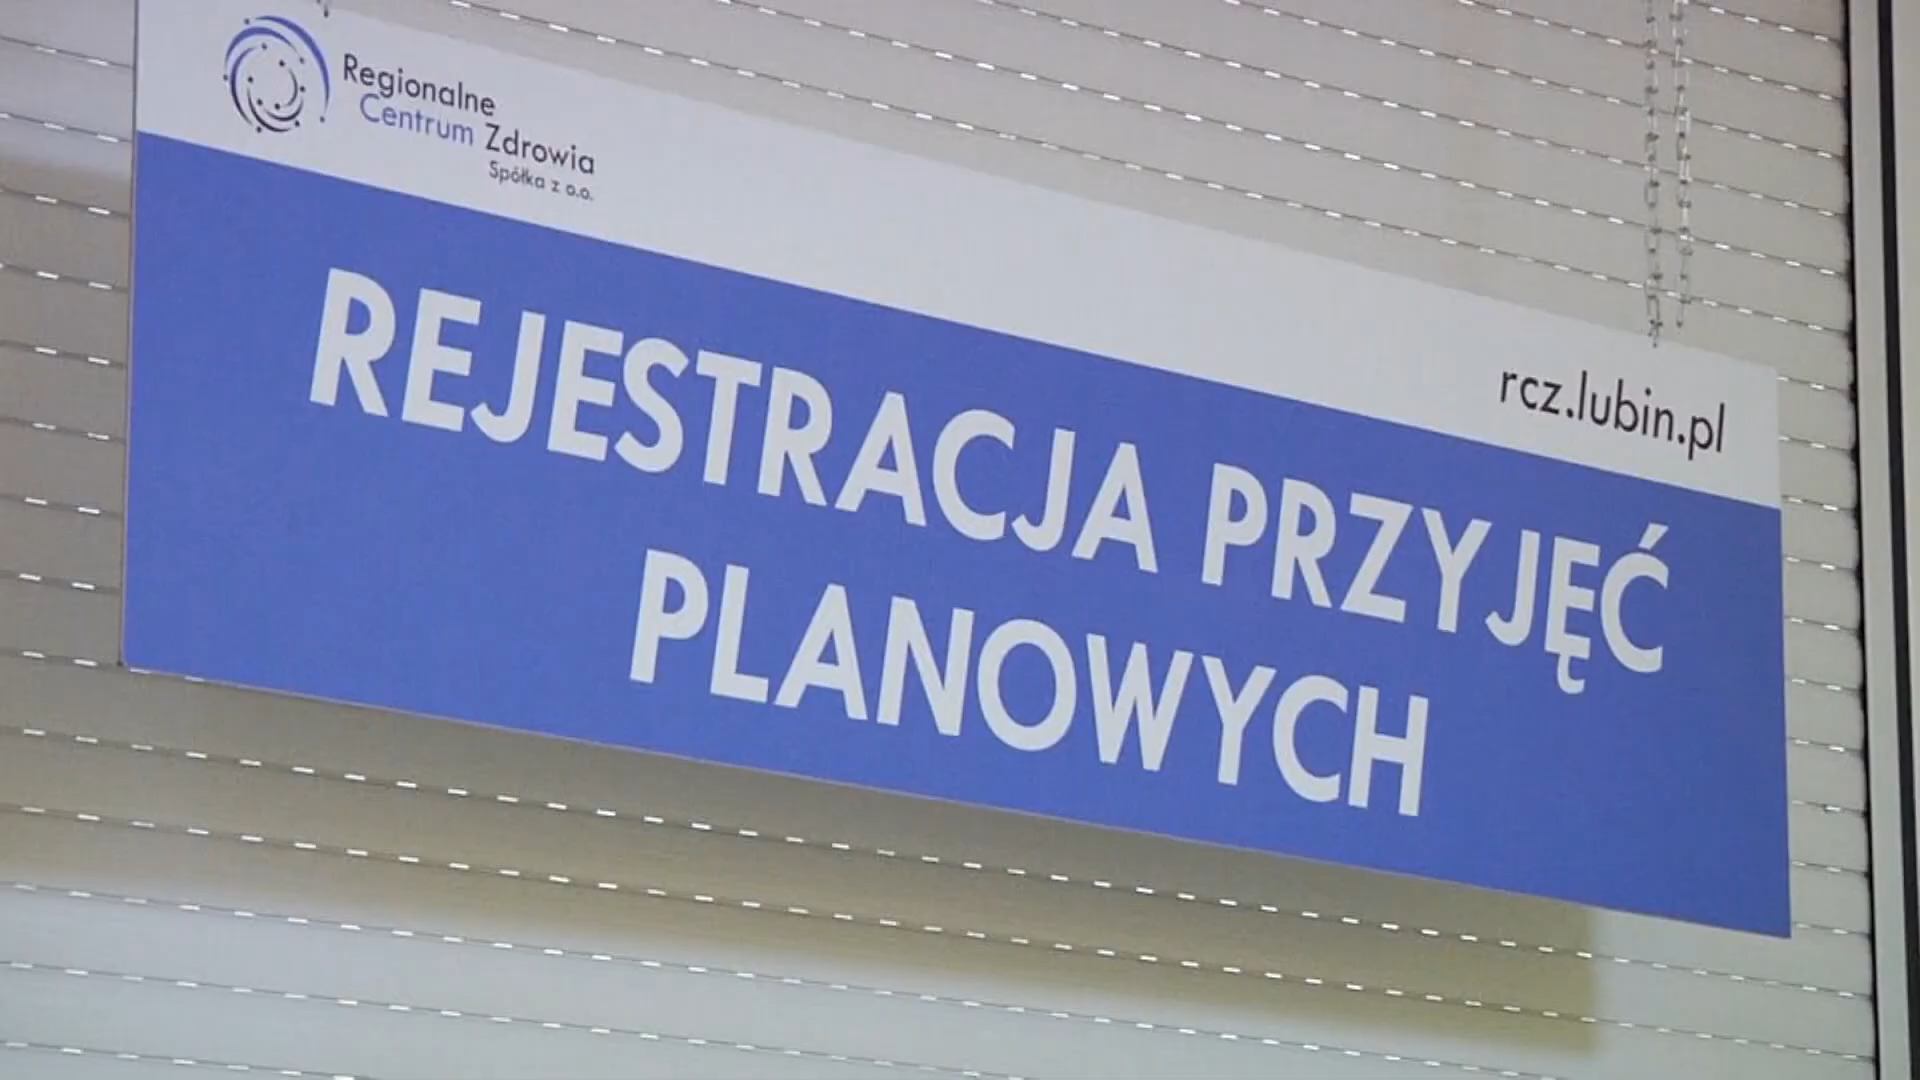 Regionalne
Centrum Zdrowia
Spółka z o.o.
rcz.lubin.pl
REJESTRACJA PRZYJĘĆ
PLANOWYCH